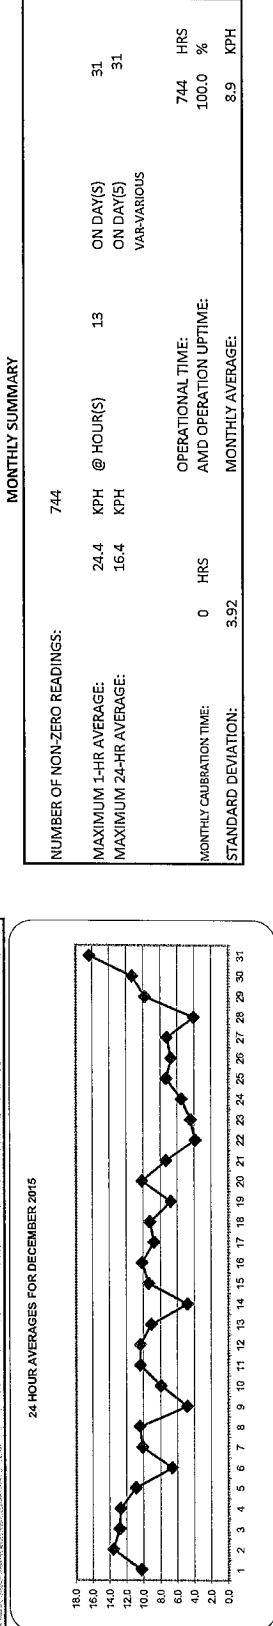 24 HOUR AVERAGES FOR DECEMBER 2015
18.0
16.0
14.0
12.0
10.0
8.0
6.0
4.0
2.0
0.0
1 2 3 4 5 6 7 8 9 10 11 12 13 14 15 16 17 18 19 20 21 22 23 24 25 26 27 28 29 30 31
MONTHLY SUMMARY
NUMBER OF NON-ZERO READINGS: 744
MAXIMUM 1-HR AVERAGE: 24.4 KPH @ HOUR(S) 13 ON DAY(S) 31
MAXIMUM 24-HR AVERAGE: 16.4 KPH ON DAY(S) 31
VAR-VARIOUS
OPERATIONAL TIME: 744 HRS
MONTHLY CALIBRATION TIME: 0 HRS AMD OPERATION UPTIME: 100.0 %
STANDARD DEVIATION: 3.92 MONTHLY AVERAGE: 8.9 KPH